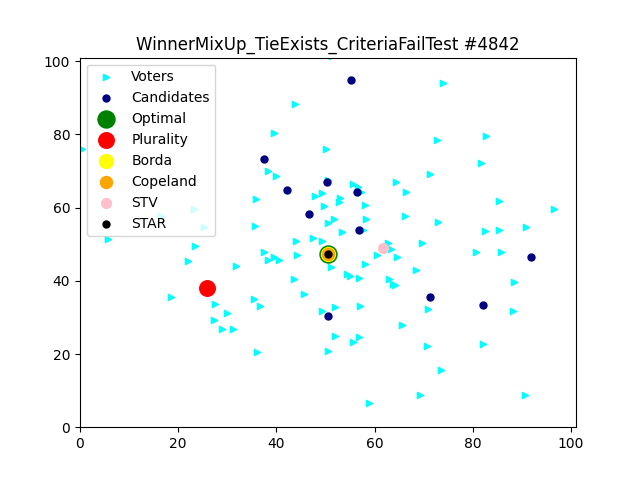 WinnerMixUp_TieExists_CriteriaFailTest #4842
100
80
60
40
20
0
Voters
Candidates
Optimal
Plurality
Borda
Copeland
STV
STAR
0 20 40 60 80 100